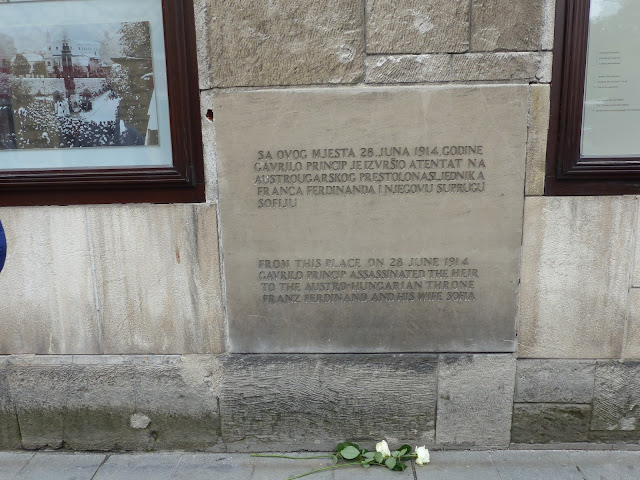 SA OVOG MJESTA 28. JUNA 1914. GODINE
GAVRILO PRINCIP JE IZVRŠIO ATENTAT NA
AUSTROUGARSKOG PRESTOLONASLJEDNIKA
FRANCA FERDINANDA I NJEGOVU SUPRUGU
SOFIJU
FROM THIS PLACE ON 28 JUNE 1914
GAVRILO PRINCIP ASSASSINATED THE HEIR
TO THE AUSTRO-HUNGARIAN THRONE
FRANZ FERDINAND AND HIS WIFE SOFIA